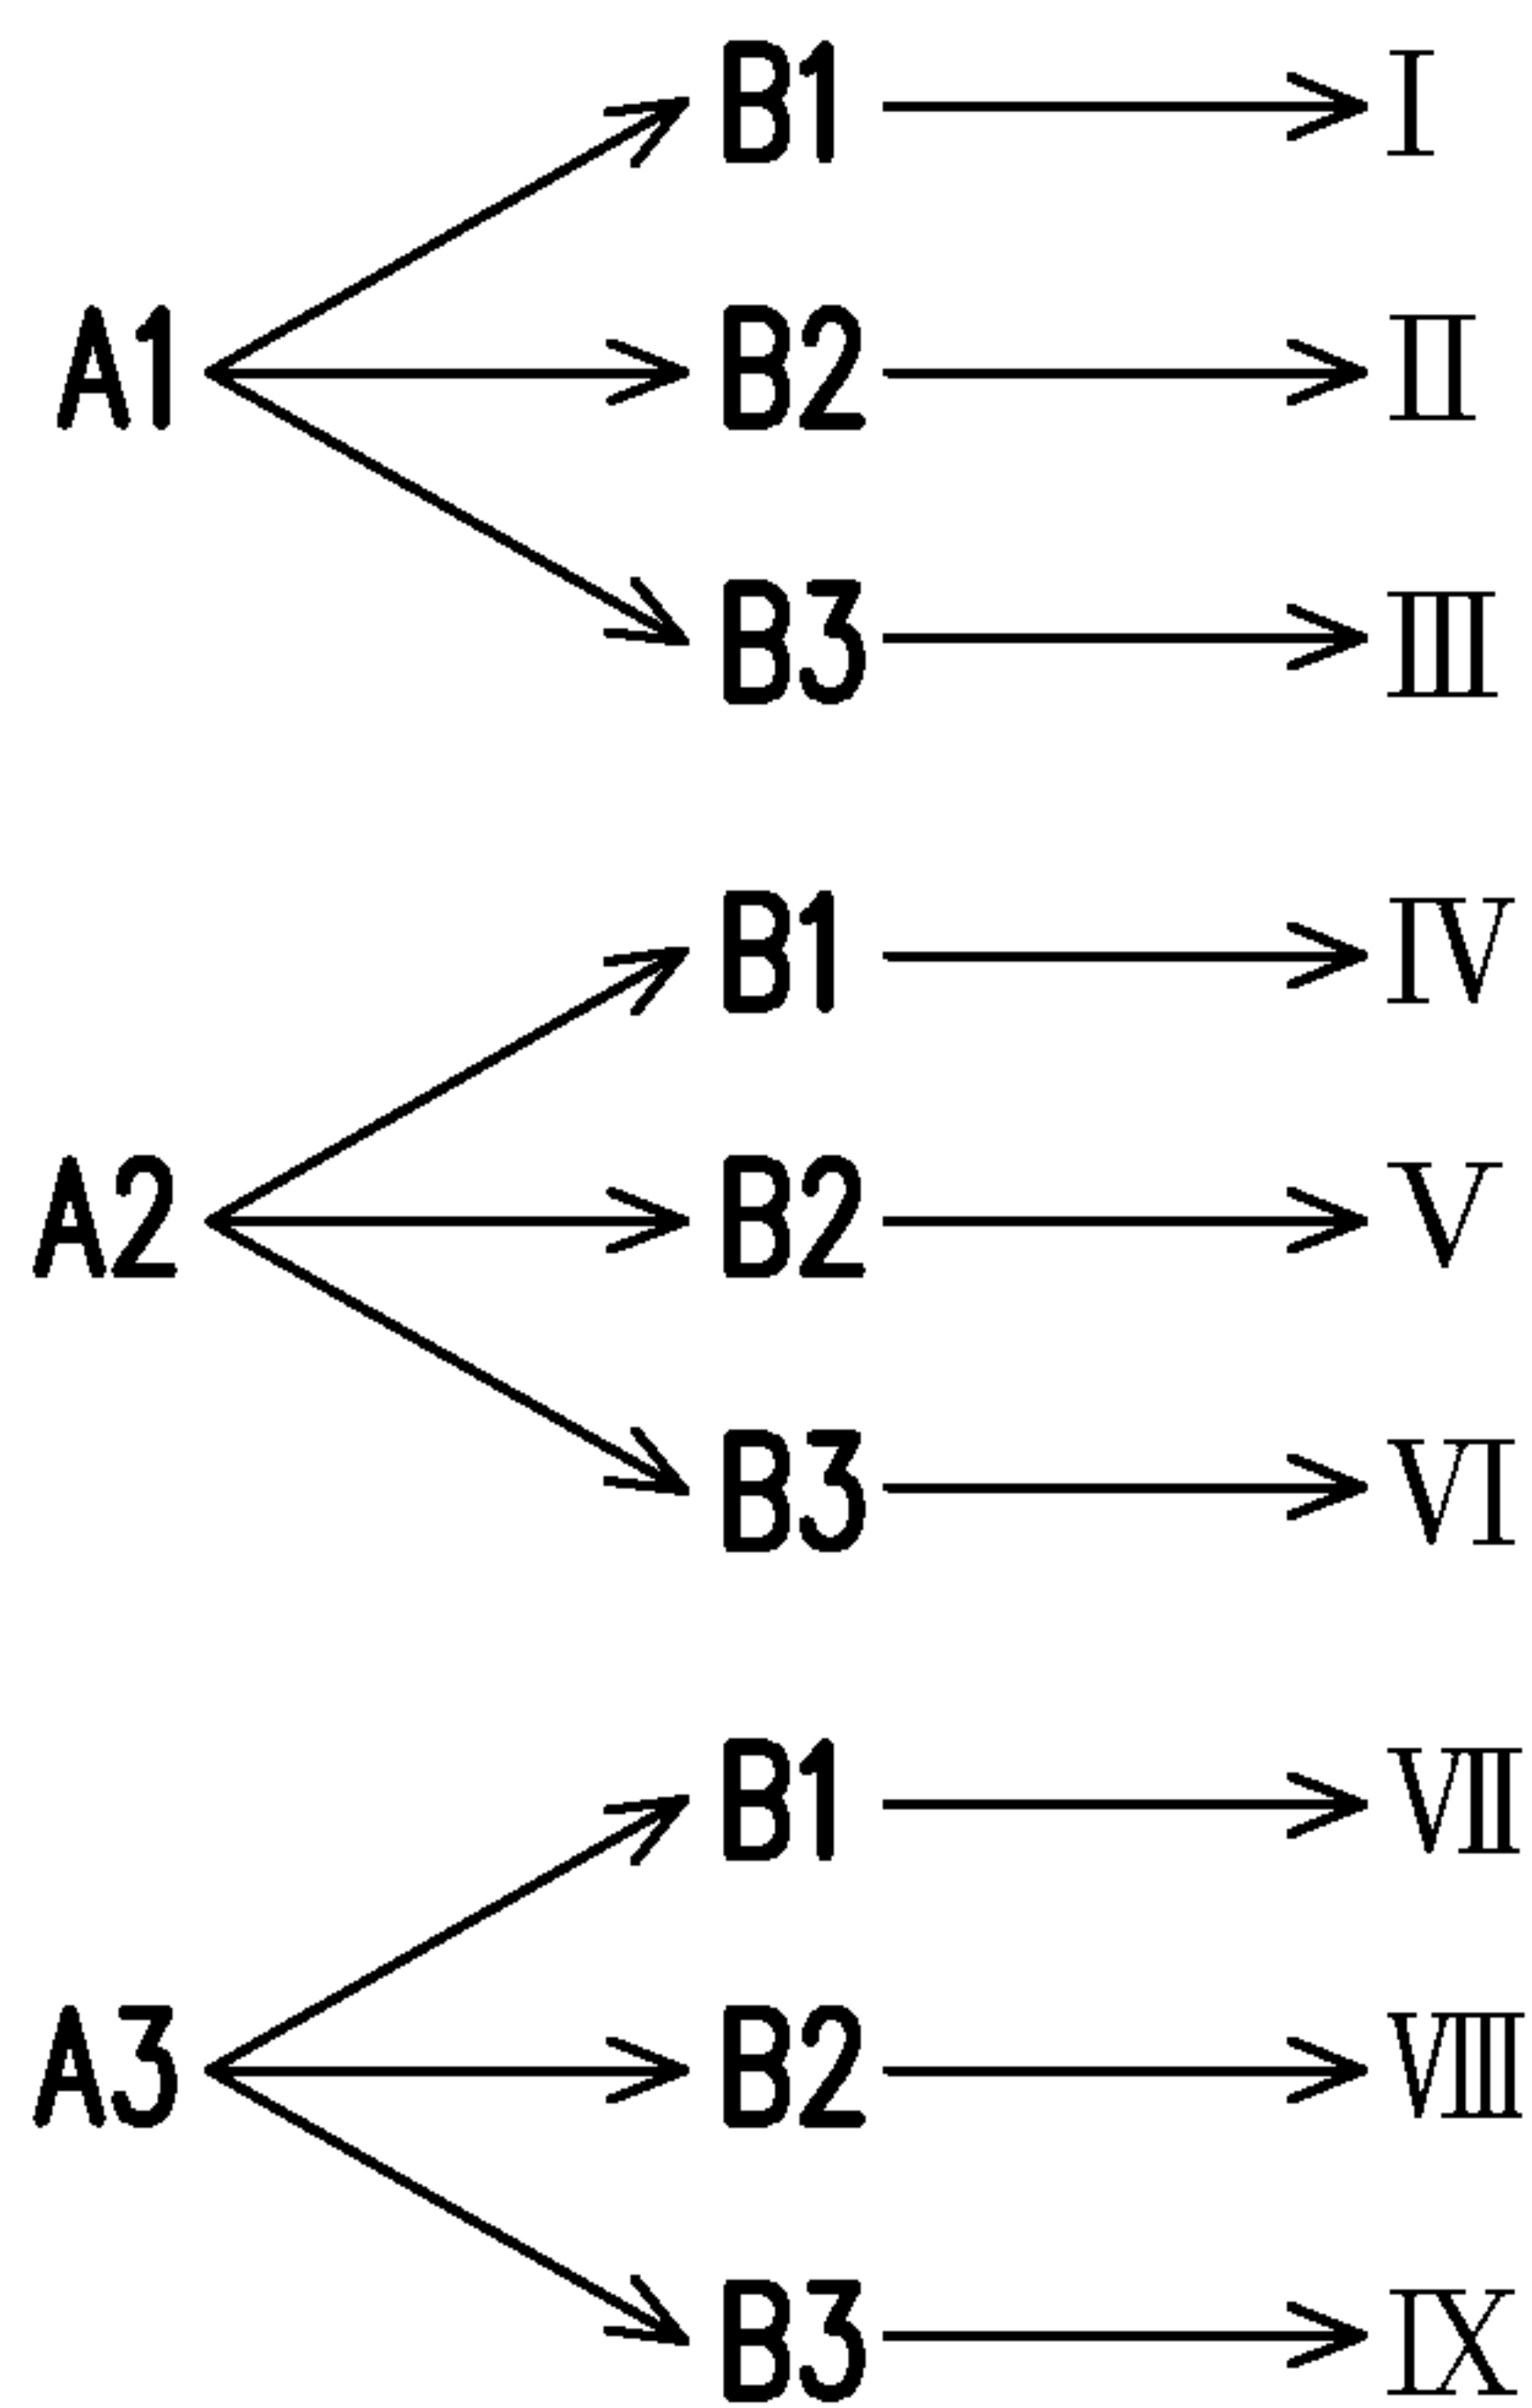 B1 Ⅰ
A1 B2 Ⅱ
B3 Ⅲ
B1 Ⅳ
A2 B2 Ⅴ
B3 Ⅵ
B1 Ⅶ
A3 B2 Ⅷ
B3 Ⅸ